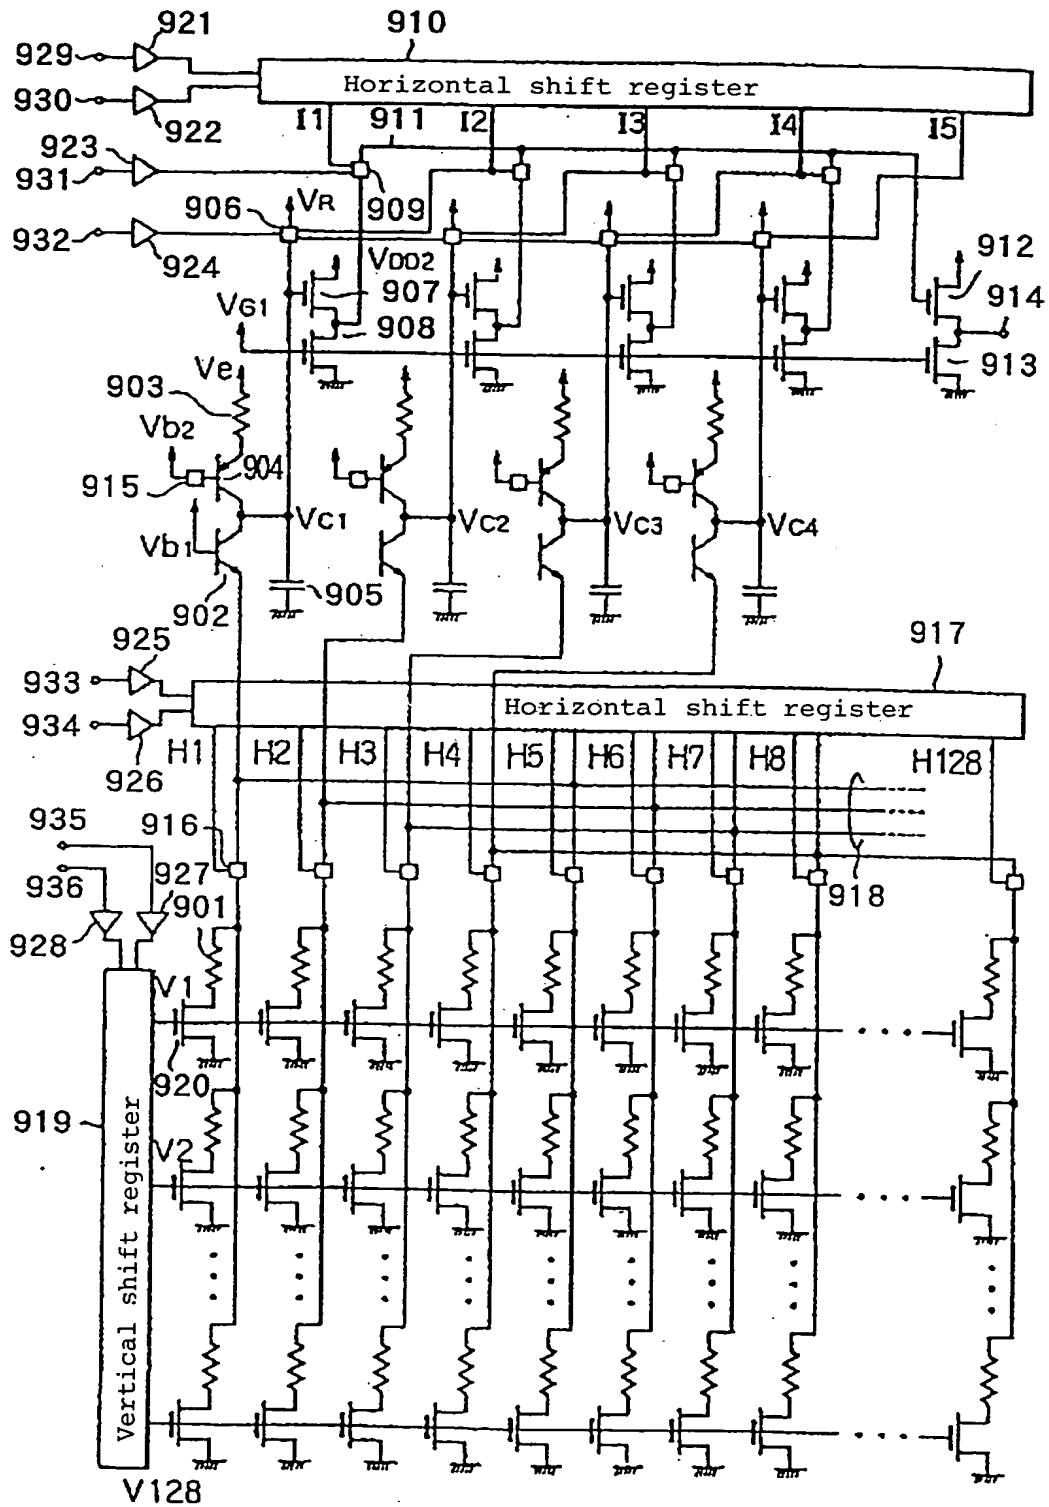 921
910
929
Horizontal shift register
930
922
I1
911
I2
I3
I4
I5
923
931
909
906
VR
932
924
VDD2
907
912
914
VG1
908
913
Ve
903
Vb2
904
915
VC1
VC2
VC3
VC4
Vb1
905
902
925
917
933
Horizontal shift register
934
926
H1
H2
H3
H4
H5
H6
H7
H8
H128
935
916
936
927
918
928
901
V1
920
919
V2
Vertical shift register
V128